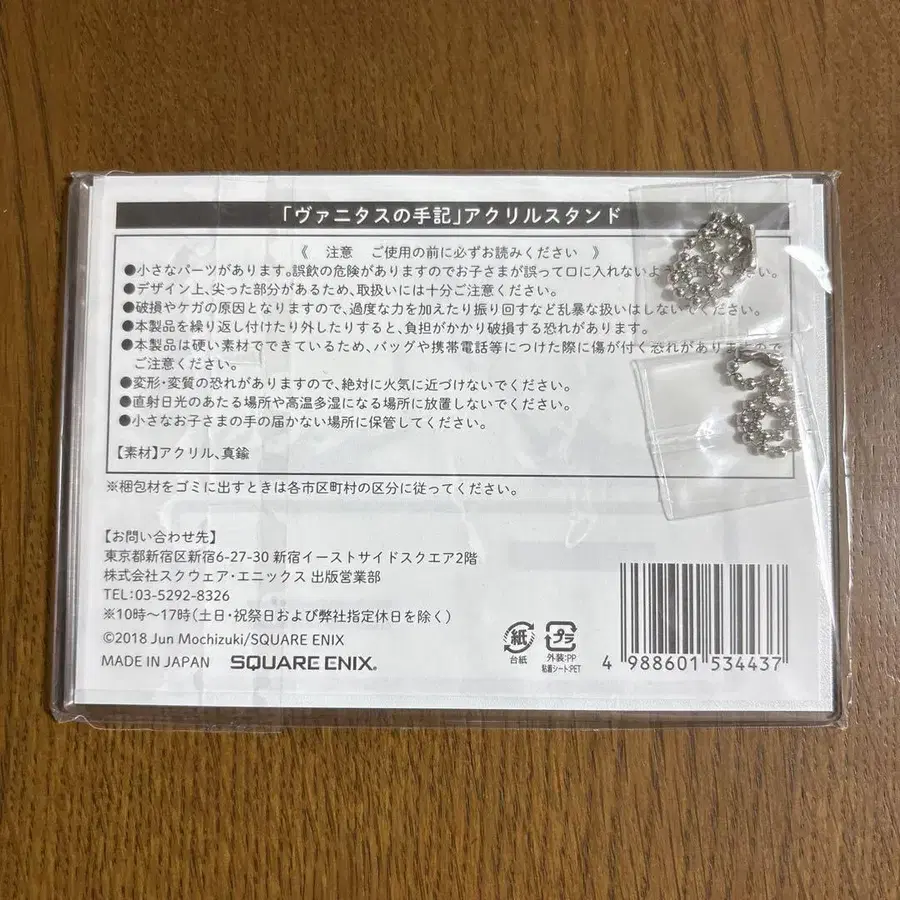 「ヴァニタスの手記」アクリルスタンド
《 注意 ご使用の前に必ずお読みください 》
●小さなパーツがあります。誤飲の危険がありますのでお子さまが誤って口に入れないよう ください。
●デザイン上、尖った部分があるため、取扱いには十分ご注意ください。
●破損やケガの原因となりますので、過度な力を加えたり振り回すなど乱暴な扱いはしないでください。
●本製品を繰り返し付けたり外したりすると、負担がかかり破損する恐れがあります。
●本製品は硬い素材でできているため、バッグや携帯電話等につけた際に傷が付く恐れがありますので
ご注意ください。
●変形・変質の恐れがありますので、絶対に火気に近づけないでください。
●直射日光のあたる場所や高温多湿になる場所に放置しないでください。
●小さなお子さまの手の届かない場所に保管してください。
【素材】アクリル、真鍮
※梱包材をゴミに出すときは各市区町村の区分に従ってください。
【お問い合わせ先】
東京都新宿区新宿6-27-30 新宿イーストサイドスクエア2階
株式会社スクウェア・エニックス 出版営業部
TEL:03-5292-8326
※10時〜17時(土日・祝祭日および弊社指定休日を除く)
©2018 Jun Mochizuki/SQUARE ENIX
MADE IN JAPAN SQUARE ENIX.
紙
台紙
プラ
外装:PP
粘着シート:PET
4 988601 534437